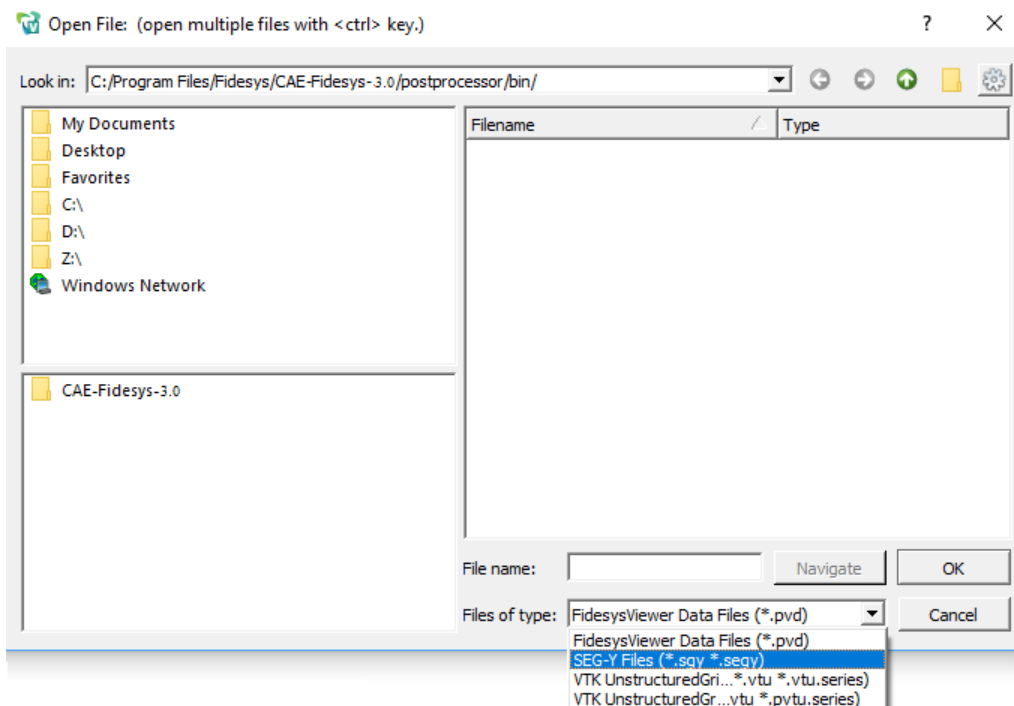 Open File: (open multiple files with <ctrl> key.)
?
Look in: C:/Program Files/Fidesys/CAE-Fidesys-3.0/postprocessor/bin/
My Documents
Desktop
Favorites
C:\
D:\
Z:\
Windows Network
CAE-Fidesys-3.0
Filename Type
File name: Navigate OK
Files of type: FidesysViewer Data Files (*.pvd) Cancel
FidesysViewer Data Files (*.pvd)
SEG-Y Files (*.sgy *.segy)
VTK UnstructuredGri...*.vtu *.vtu.series)
VTK UnstructuredGr...vtu *.pvtu.series)